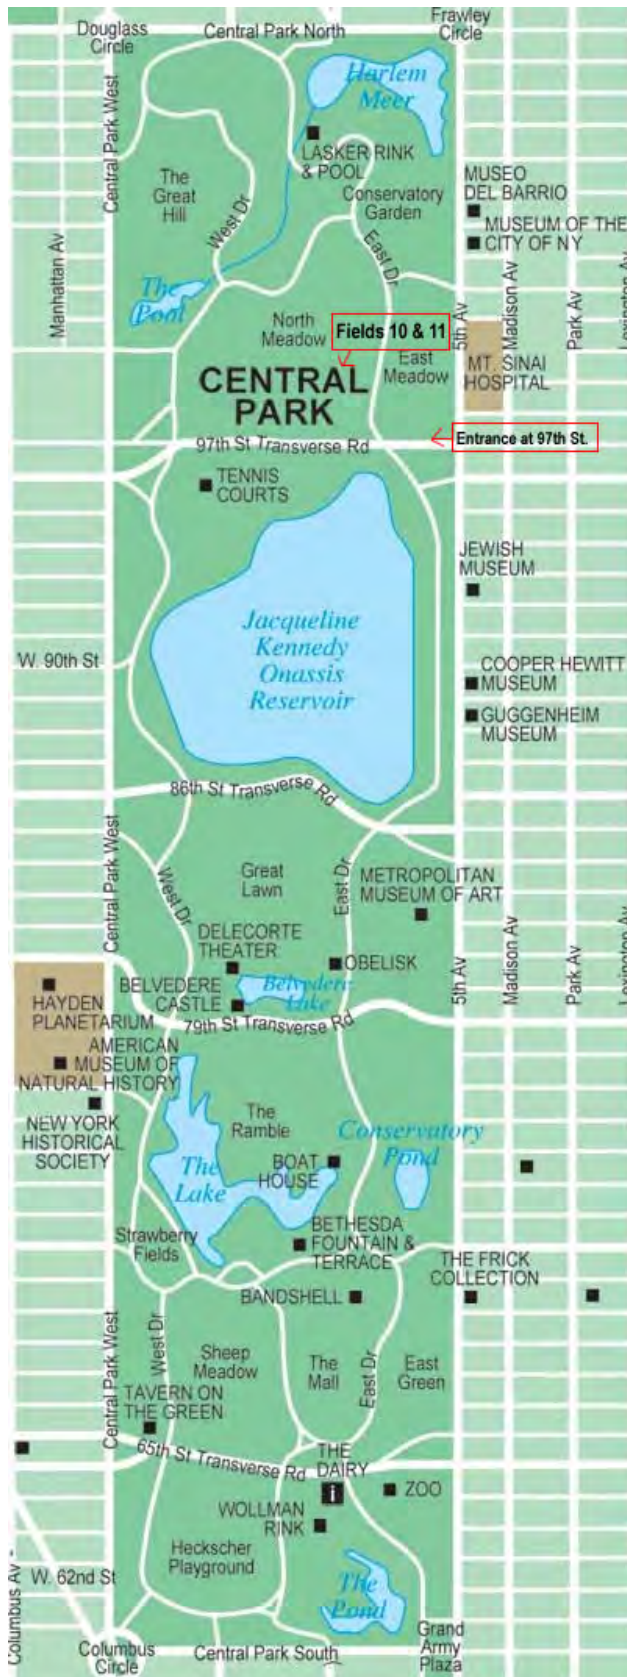 Douglass
Circle
Central Park North
Frawley
Circle
Harlem
Meer
Central Park West
LASKER RINK
& POOL
The
Great
Hill
Conservatory
Garden
MUSEO
DEL BARRIO
MUSEUM OF THE
CITY OF NY
West Dr
East Dr
Manhattan Av
The
Pool
5th Av
Madison Av
Park Av
Lexington Av
North
Meadow
Fields 10 & 11
East
Meadow
MT. SINAI
HOSPITAL
CENTRAL
PARK
Entrance at 97th St.
97th St Transverse Rd
TENNIS
COURTS
JEWISH
MUSEUM
Jacqueline
Kennedy
Onassis
Reservoir
W. 90th St
COOPER HEWITT
MUSEUM
GUGGENHEIM
MUSEUM
86th St Transverse Rd
Central Park West
West Dr
Great
Lawn
East Dr
METROPOLITAN
MUSEUM OF ART
DELECORTE
THEATER
OBELISK
5th Av
Madison Av
Park Av
Lexington Av
HAYDEN
PLANETARIUM
BELVEDERE
CASTLE
Belvedere
Lake
79th St Transverse Rd
AMERICAN
MUSEUM OF
NATURAL HISTORY
NEW YORK
HISTORICAL
SOCIETY
The
Ramble
Conservatory
Pond
The
Lake
BOAT
HOUSE
Strawberry
Fields
BETHESDA
FOUNTAIN &
TERRACE
THE FRICK
COLLECTION
BANDSHELL
Central Park West
West Dr
Sheep
Meadow
The
Mall
East Dr
East
Green
TAVERN ON
THE GREEN
65th St Transverse Rd
THE
DAIRY
i
ZOO
WOLLMAN
RINK
Heckscher
Playground
Columbus Av -
W. 62nd St
The
Pond
Columbus
Circle
Central Park South
Grand
Army
Plaza